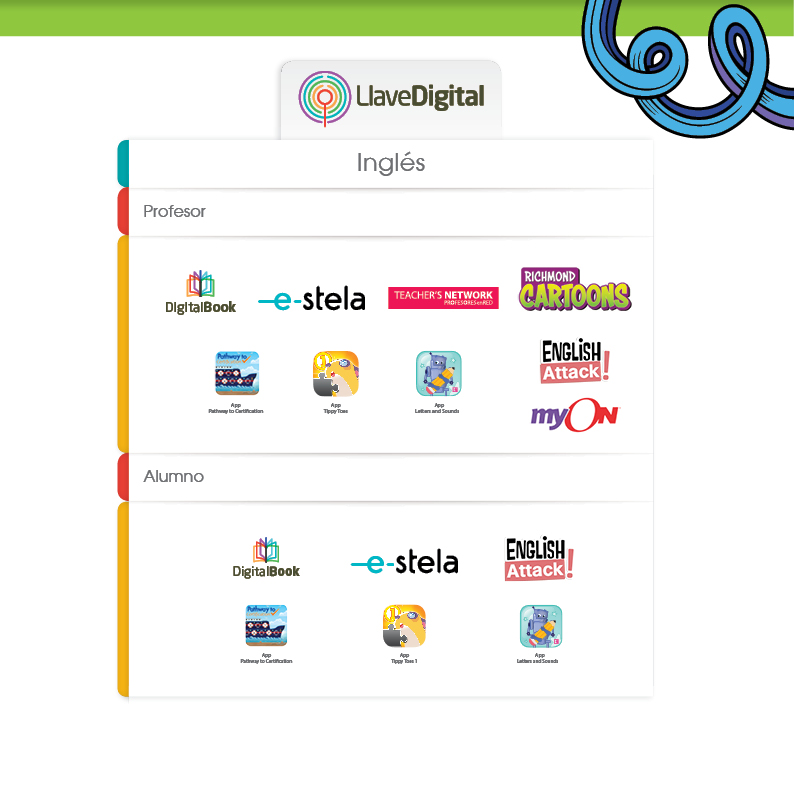 LlaveDigital
Inglés
Profesor
DigitalBook
e-stela
TEACHER'S NETWORK
PROFESORES enRED
RICHMOND
CARTOONS
Pathway to
App
Pathway to Certification
App
Tippy Toes
App
Letters and Sounds
ENGLISH
Attack!
myON
Alumno
DigitalBook
e-stela
ENGLISH
Attack!
Pathway to
App
Pathway to Certification
1
App
Tippy Toes 1
App
Letters and Sounds